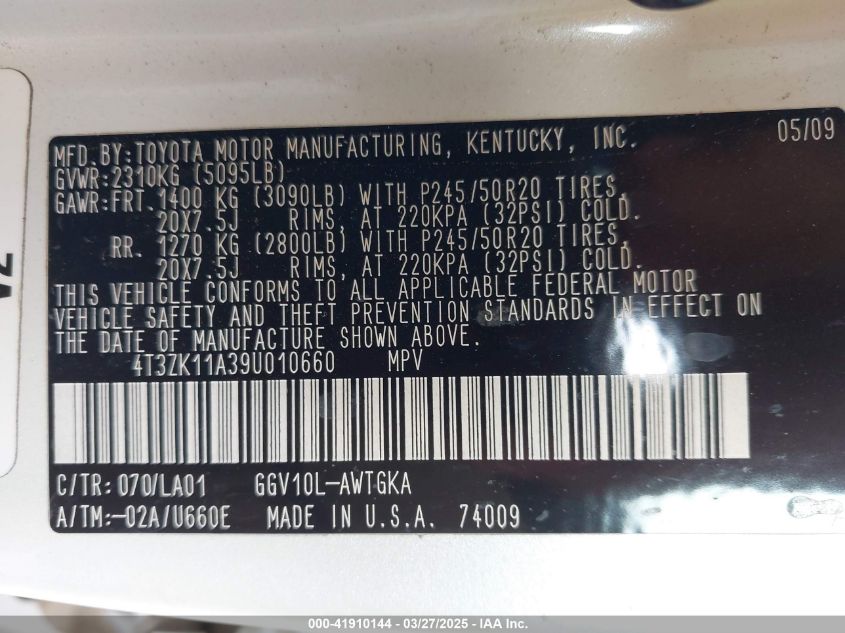 MFD.BY:TOYOTA MOTOR MANUFACTURING, KENTUCKY, INC. 05/09
GVWR:2310KG (5095LB)
GAWR:FRT.1400 KG (3090LB) WITH P245/50R20 TIRES,
20X7.5J RIMS, AT 220KPA (32PSI) COLD.
RR. 1270 KG (2800LB) WITH P245/50R20 TIRES,
20X7.5J RIMS, AT 220KPA (32PSI) COLD.
THIS VEHICLE CONFORMS TO ALL APPLICABLE FEDERAL MOTOR
VEHICLE SAFETY AND THEFT PREVENTION STANDARDS IN EFFECT ON
THE DATE OF MANUFACTURE SHOWN ABOVE.
4T3ZK11A39U010660 MPV
C/TR:070/LA01 GGV10L-AWTGKA
A/TM:-02A/U660E MADE IN U.S.A. 74009
000-41910144 - 03/27/2025 - IAA Inc.